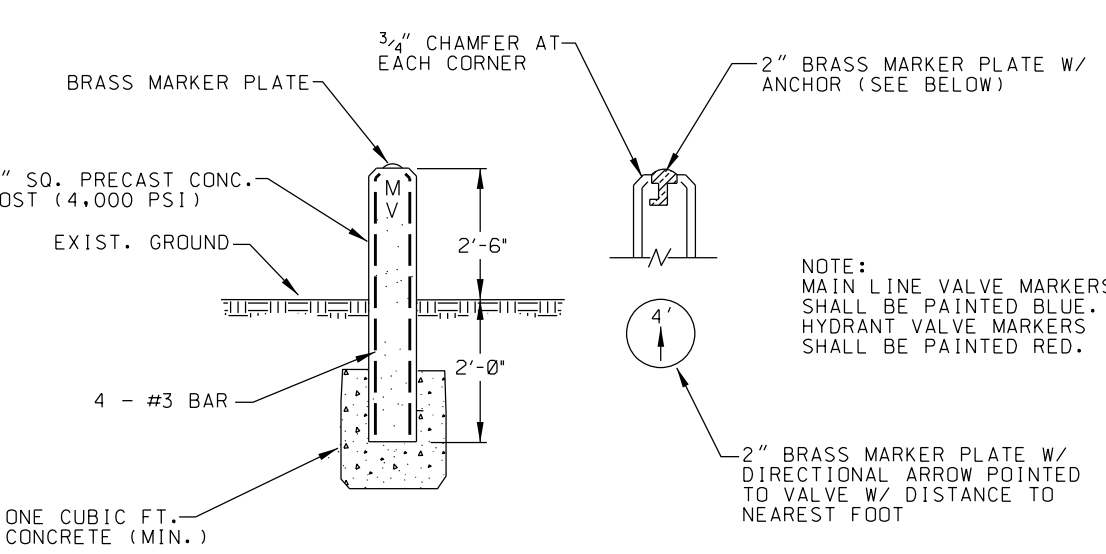 3/4" CHAMFER AT
EACH CORNER
2" BRASS MARKER PLATE W/
ANCHOR (SEE BELOW)
BRASS MARKER PLATE
" SQ. PRECAST CONC.
OST (4,000 PSI)
M
V
EXIST. GROUND
2'-6"
NOTE:
MAIN LINE VALVE MARKERS
SHALL BE PAINTED BLUE.
HYDRANT VALVE MARKERS
SHALL BE PAINTED RED.
4'
2'-0"
4 - #3 BAR
2" BRASS MARKER PLATE W/
DIRECTIONAL ARROW POINTED
TO VALVE W/ DISTANCE TO
NEAREST FOOT
ONE CUBIC FT.
CONCRETE (MIN.)